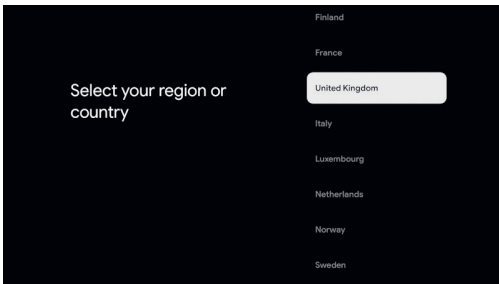 Select your region or
country
Finland
France
United Kingdom
Italy
Luxembourg
Netherlands
Norway
Sweden